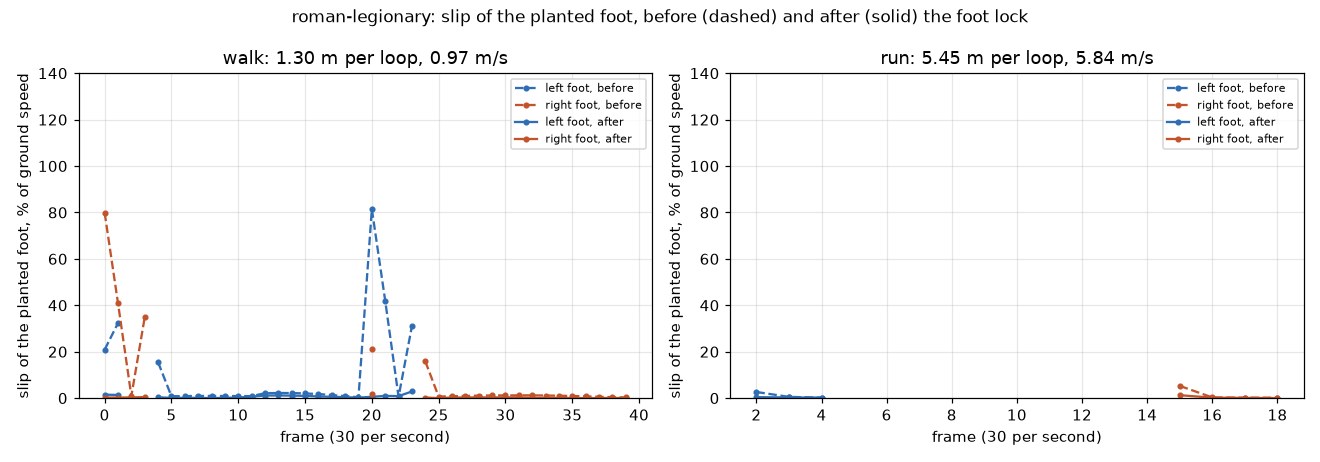 roman-legionary: slip of the planted foot, before (dashed) and after (solid) the foot lock
walk: 1.30 m per loop, 0.97 m/s
slip of the planted foot, % of ground speed
140
120
100
80
60
40
20
0
left foot, before
right foot, before
left foot, after
right foot, after
0 5 10 15 20 25 30 35 40
frame (30 per second)
run: 5.45 m per loop, 5.84 m/s
slip of the planted foot, % of ground speed
140
120
100
80
60
40
20
0
left foot, before
right foot, before
left foot, after
right foot, after
2 4 6 8 10 12 14 16 18
frame (30 per second)